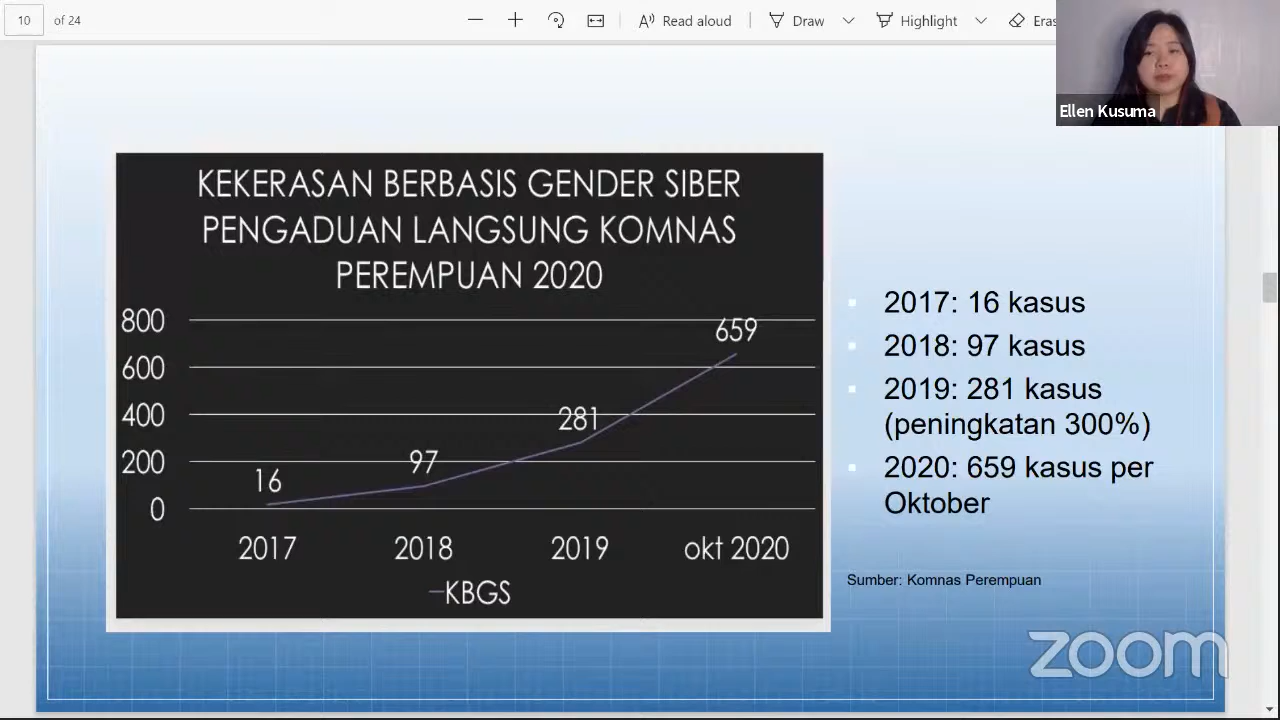 10 of 24
Read aloud
Draw
Highlight
Eras
Ellen Kusuma
KEKERASAN BERBASIS GENDER SIBER
PENGADUAN LANGSUNG KOMNAS
PEREMPUAN 2020
800
600
400
200
0
16
97
281
659
2017
2018
2019
okt 2020
KBGS
2017: 16 kasus
2018: 97 kasus
2019: 281 kasus
(peningkatan 300%)
2020: 659 kasus per
Oktober
Sumber: Komnas Perempuan
zoom